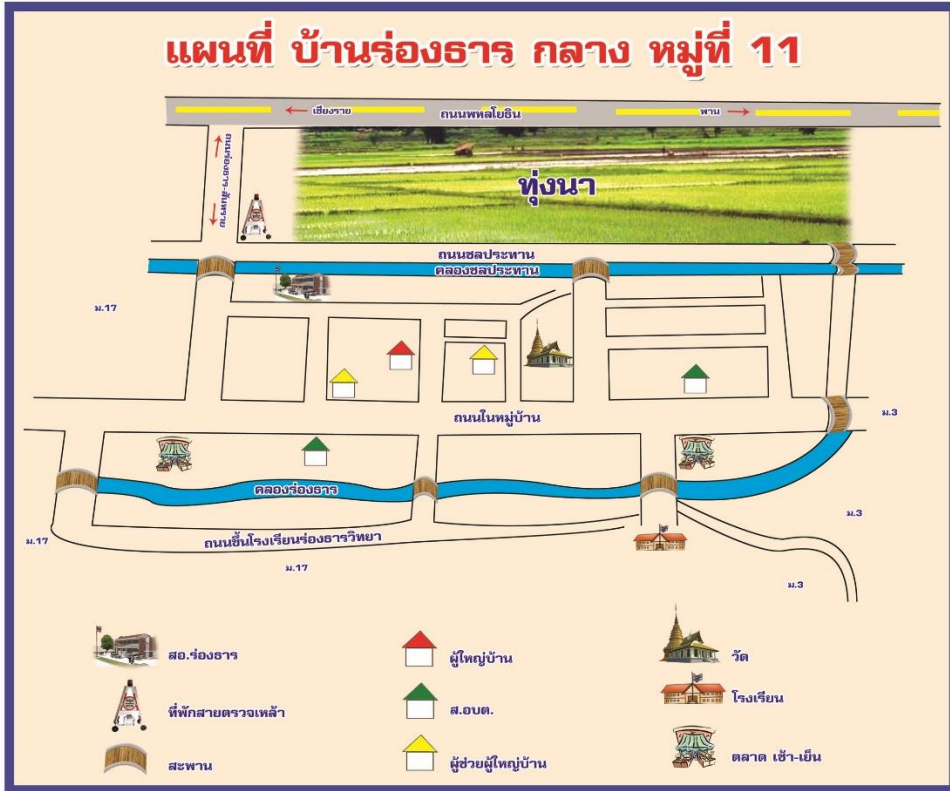 แผนที่ บ้านร่องธาร กลาง หมู่ที่ 11
เชียงราย
ถนนพหลโยธิน
พาน
ถนนร่องธาร-สันทราย
ทุ่งนา
ถนนชลประทาน
คลองชลประทาน
ม.17
ถนนในหมู่บ้าน
ม.3
คลองร่องธาร
ม.17
ถนนขึ้นโรงเรียนร่องธารวิทยา
ม.3
ม.17
ม.3
สอ.ร่องธาร
ผู้ใหญ่บ้าน
วัด
ที่พักสายตรวจเหล้า
ส.อบต.
โรงเรียน
สะพาน
ผู้ช่วยผู้ใหญ่บ้าน
ตลาด เช้า-เย็น